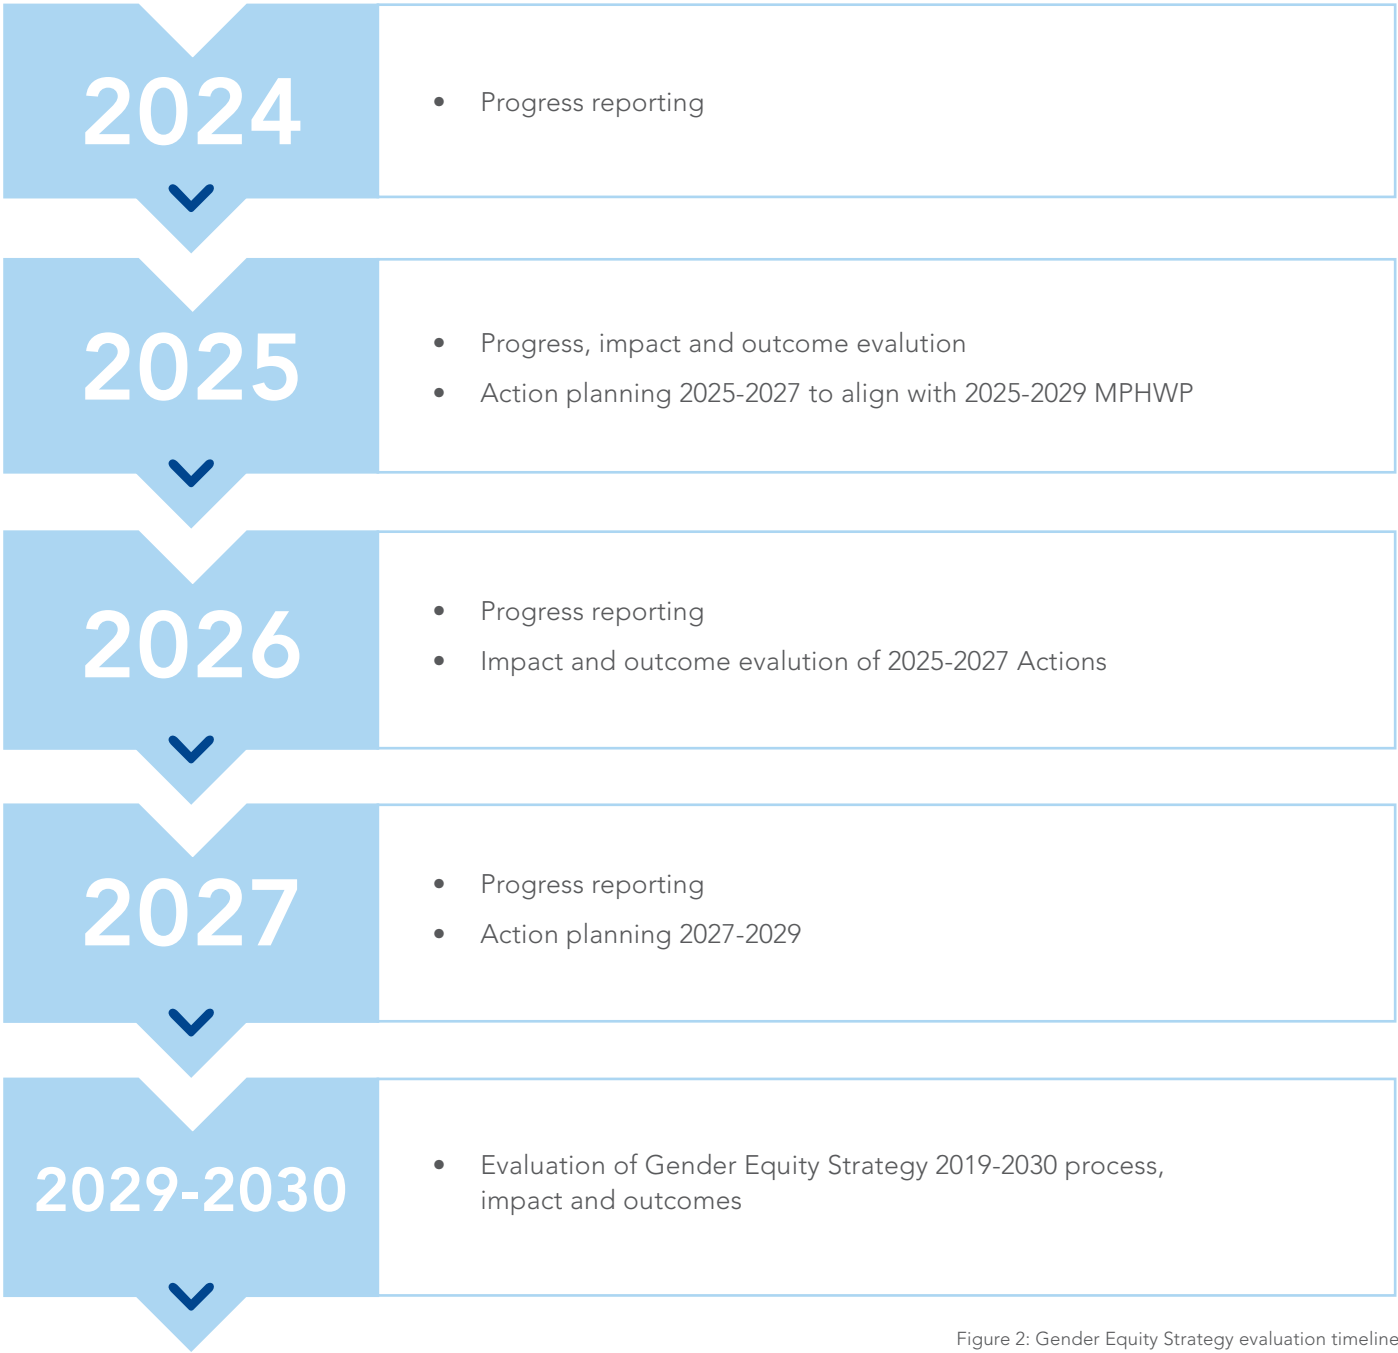 2024
• Progress reporting
2025
• Progress, impact and outcome evalution
• Action planning 2025-2027 to align with 2025-2029 MPHWP
2026
• Progress reporting
• Impact and outcome evalution of 2025-2027 Actions
2027
• Progress reporting
• Action planning 2027-2029
2029-2030
• Evaluation of Gender Equity Strategy 2019-2030 process,
impact and outcomes
Figure 2: Gender Equity Strategy evaluation timeline